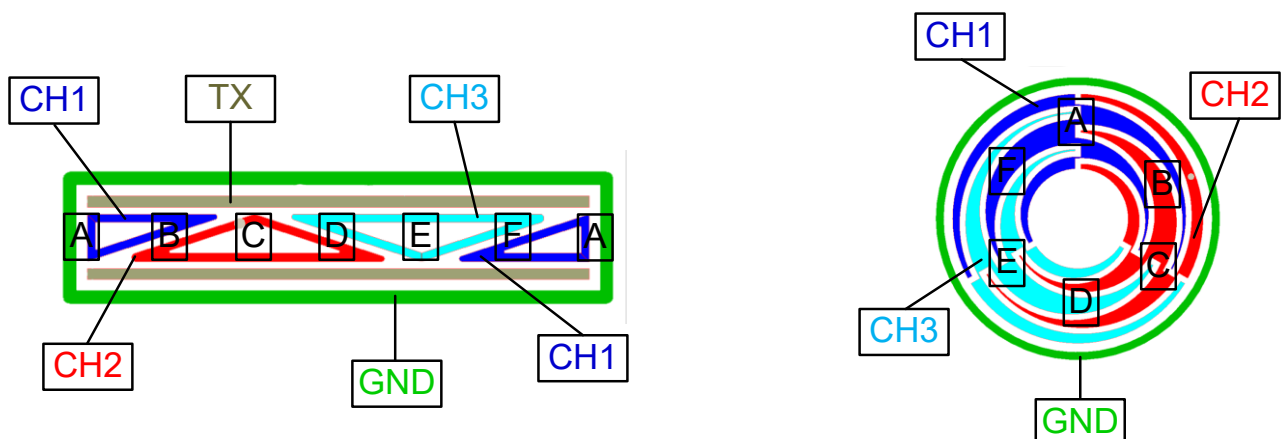 CH1
TX
CH3
A B C D E F A
CH2
GND
CH1
CH1
CH2
A
B
F
C
E
D
CH3
GND